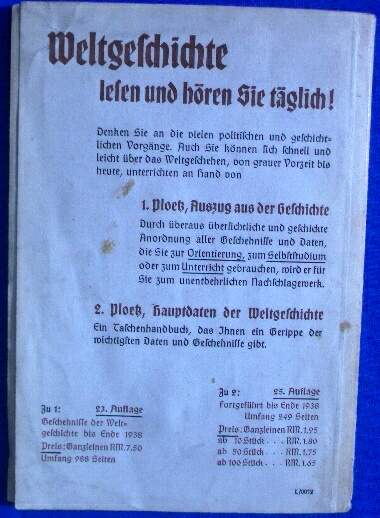 Weltgeschichte
lesen und hören Sie täglich!
Denken Sie an die vielen politischen und geschicht-
lichen Vorgänge. Auch Sie können sich schnell und
leicht über das Weltgeschehen, von grauer Vorzeit bis
heute, unterrichten an Hand von
1. Ploetz, Auszug aus der Geschichte
Durch überaus übersichtliche und geschickte
Anordnung aller Geschehnisse und Daten,
die Sie zur Orientierung, zum Selbststudium
oder zum Unterricht gebrauchen, wird er für
Sie zum unentbehrlichen Nachschlagewerk.
2. Ploetz, Hauptdaten der Weltgeschichte
Ein Taschenhandbuch, das Ihnen ein Gerippe der
wichtigsten Daten und Geschehnisse gibt.
Zu 1: 23. Auflage
Geschehnisse der Welt-
geschichte bis Ende 1938
Preis: Ganzleinen RM. 7.50
Umfang 988 Seiten
Zu 2: 25. Auflage
Fortgeführt bis Ende 1938
Umfang 249 Seiten
Preis: Ganzleinen RM. 1.95
ab 10 Stück . . . RM. 1.80
ab 50 Stück . . . RM. 1.75
ab 100 Stück . . . RM. 1.65